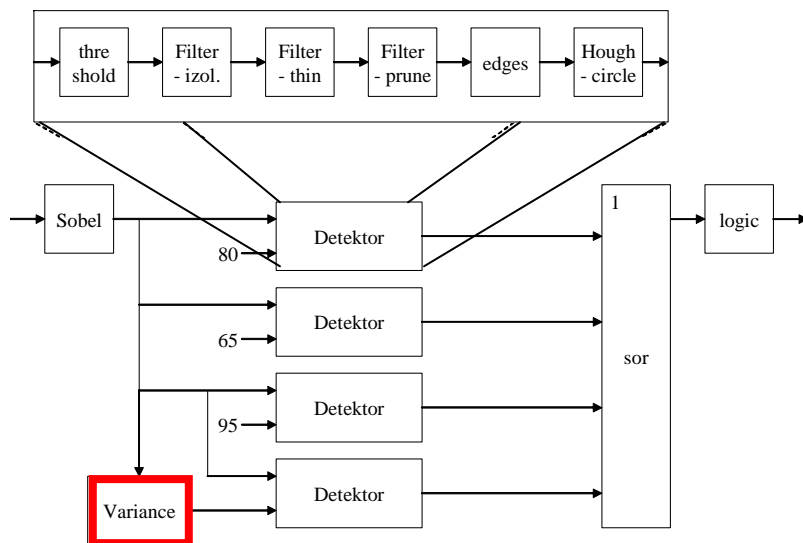 thre
shold
Filter
- izol.
Filter
- thin
Filter
- prune
edges
Hough
- circle
Sobel
80
Detektor
1
logic
65
Detektor
sor
95
Detektor
Variance
Detektor